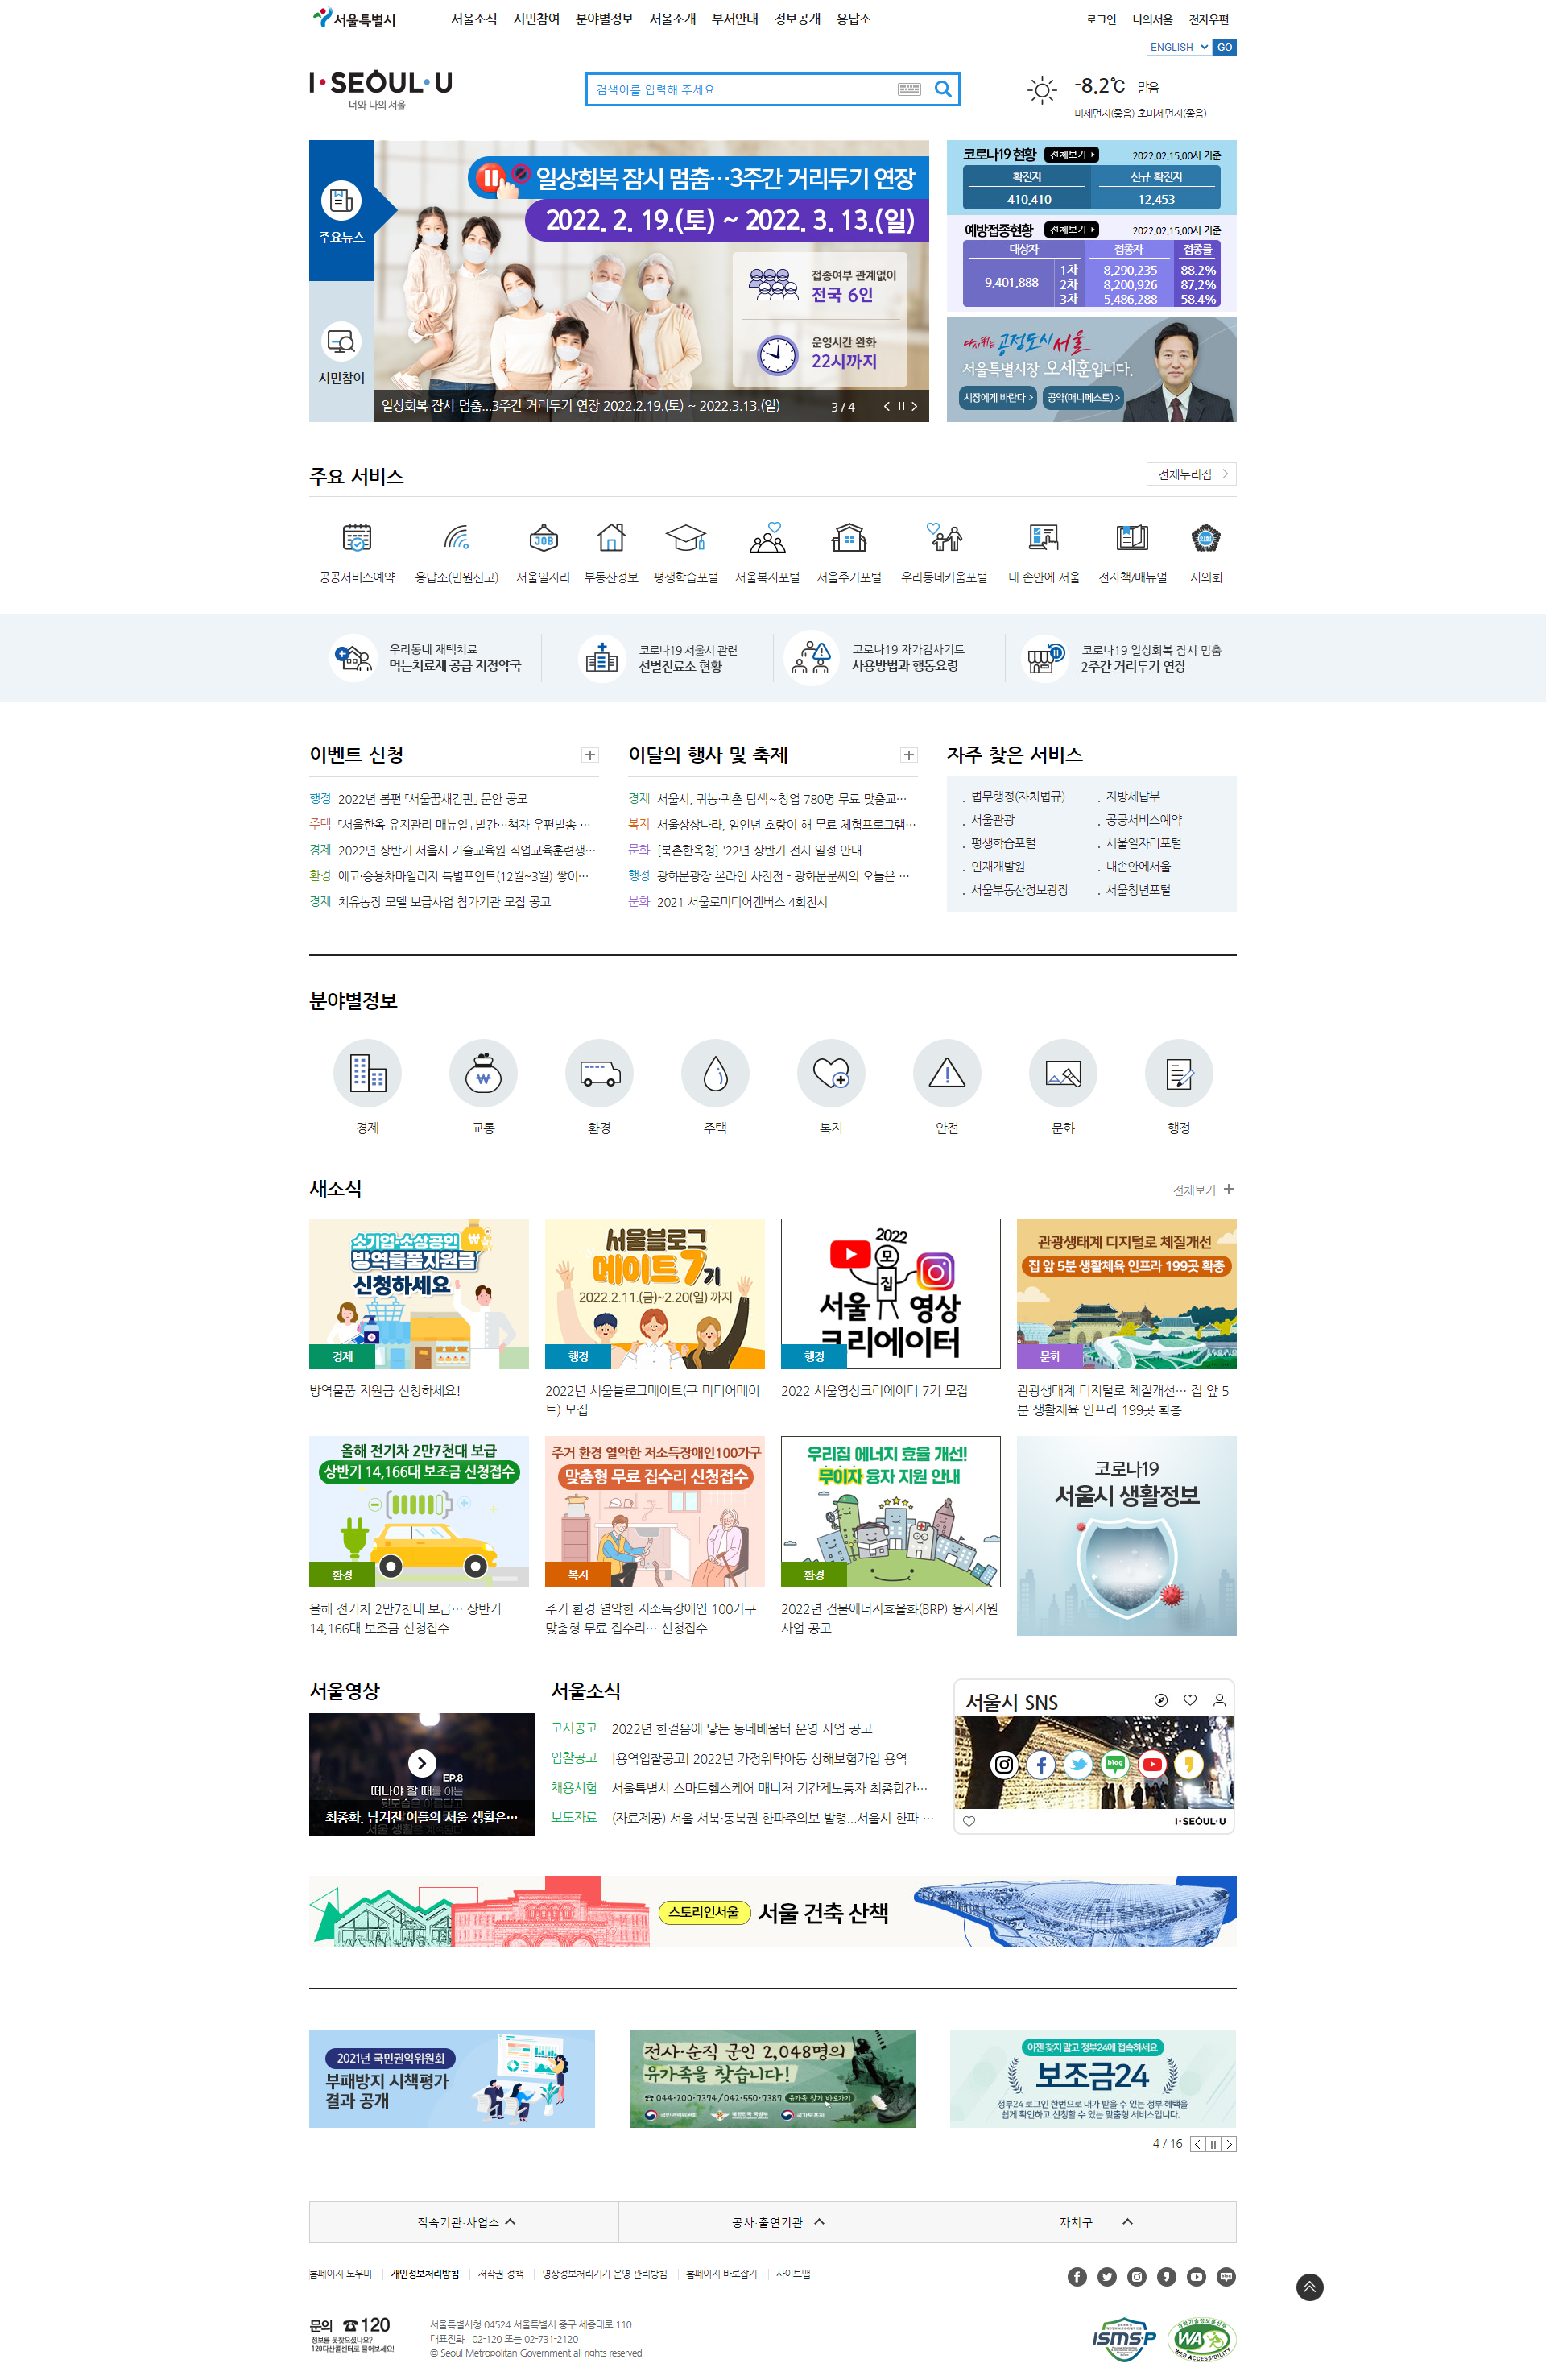 서울특별시
서울소식 시민참여 분야별정보 서울소개 부서안내 정보공개 응답소
로그인 나의서울 전자우편
ENGLISH GO
I·SEOUL·U
너와 나의 서울
검색어를 입력해 주세요
-8.2℃ 맑음
미세먼지(좋음) 초미세먼지(좋음)
주요뉴스
시민참여
일상회복 잠시 멈춤…3주간 거리두기 연장
2022. 2. 19.(토) ~ 2022. 3. 13.(일)
접종여부 관계없이
전국 6인
운영시간 완화
22시까지
일상회복 잠시 멈춤...3주간 거리두기 연장 2022.2.19.(토) ~ 2022.3.13.(일)
3 / 4
코로나19 현황 전체보기 2022.02.15.00시 기준
확진자 신규 확진자
410,410 12,453
예방접종현황 전체보기 2022.02.15.00시 기준
대상자 접종자 접종률
9,401,888
1차 8,290,235 88.2%
2차 8,200,926 87.2%
3차 5,486,288 58.4%
다시뛰는 공정도시 서울
서울특별시장 오세훈입니다.
시장에게 바란다 >
공약(매니페스토) >
주요 서비스
전체누리집
JOB
공공서비스예약 응답소(민원신고) 서울일자리 부동산정보 평생학습포털 서울복지포털 서울주거포털 우리동네키움포털 내 손안에 서울 전자책/매뉴얼 시의회
우리동네 재택치료
먹는치료제 공급 지정약국
코로나19 서울시 관련
선별진료소 현황
코로나19 자가검사키트
사용방법과 행동요령
코로나19 일상회복 잠시 멈춤
2주간 거리두기 연장
이벤트 신청
행정 2022년 봄편 「서울꿈새김판」 문안 공모
주택 「서울한옥 유지관리 매뉴얼」 발간…책자 우편발송 …
경제 2022년 상반기 서울시 기술교육원 직업교육훈련생…
환경 에코·승용차마일리지 특별포인트(12월~3월) 쌓이…
경제 치유농장 모델 보급사업 참가기관 모집 공고
이달의 행사 및 축제
경제 서울시, 귀농·귀촌 탐색～창업 780명 무료 맞춤교…
복지 서울상상나라, 임인년 호랑이 해 무료 체험프로그램…
문화 [북촌한옥청] '22년 상반기 전시 일정 안내
행정 광화문광장 온라인 사진전 - 광화문문씨의 오늘은 …
문화 2021 서울로미디어캔버스 4회전시
자주 찾은 서비스
법무행정(자치법규) 지방세납부
서울관광 공공서비스예약
평생학습포털 서울일자리포털
인재개발원 내손안에서울
서울부동산정보광장 서울청년포털
분야별정보
경제 교통 환경 주택 복지 안전 문화 행정
새소식
전체보기 +
소기업·소상공인
방역물품지원금
신청하세요
경제
방역물품 지원금 신청하세요!
서울블로그
메이트7기
2022.2.11.(금)~2.20(일) 까지
행정
2022년 서울블로그메이트(구 미디어메이
트) 모집
2022
모집
서울 영상
크리에이터
행정
2022 서울영상크리에이터 7기 모집
관광생태계 디지털로 체질개선
집 앞 5분 생활체육 인프라 199곳 확충
문화
관광생태계 디지털로 체질개선… 집 앞 5
분 생활체육 인프라 199곳 확충
올해 전기차 2만7천대 보급
상반기 14,166대 보조금 신청접수
환경
올해 전기차 2만7천대 보급… 상반기
14,166대 보조금 신청접수
주거 환경 열악한 저소득장애인100가구
맞춤형 무료 집수리 신청접수
복지
주거 환경 열악한 저소득장애인 100가구
맞춤형 무료 집수리… 신청접수
우리집 에너지 효율 개선!
무이자 융자 지원 안내
환경
2022년 건물에너지효율화(BRP) 융자지원
사업 공고
코로나19
서울시 생활정보
서울영상
EP.8
떠나야 할 때를 아는
최종화. 남겨진 이들의 서울 생활은…
서울소식
고시공고 2022년 한걸음에 닿는 동네배움터 운영 사업 공고
입찰공고 [용역입찰공고] 2022년 가정위탁아동 상해보험가입 용역
채용시험 서울특별시 스마트헬스케어 매니저 기간제노동자 최종합간…
보도자료 (자료제공) 서울 서북·동북권 한파주의보 발령...서울시 한파 …
서울시 SNS
blog
I·SEOUL·U
스토리인서울 서울 건축 산책
2021년 국민권익위원회
부패방지 시책평가
결과 공개
전사·순직 군인 2,048명의
유가족을 찾습니다!
☎ 044-200-7374 / 042-550-7387 유가족 찾기 바로가기
국민권익위원회 대한민국 국방부 국가보훈처
이젠 찾지 말고 정부24에 접속하세요
보조금24
정부24 로그인 한번으로 내가 받을 수 있는 정부 혜택을
쉽게 확인하고 신청할 수 있는 맞춤형 서비스입니다.
4 / 16
직속기관·사업소 공사·출연기관 자치구
홈페이지 도우미 개인정보처리방침 저작권 정책 영상정보처리기기 운영 관리방침 홈페이지 바로잡기 사이트맵
문의 ☎120
정보를 못찾으셨나요?
120다산콜센터로 물어보세요!
서울특별시청 04524 서울특별시 중구 세종대로 110
대표전화 : 02-120 또는 02-731-2120
© Seoul Metropolitan Government all rights reserved
ISMS-P
과학기술정보통신부
WA
WEB ACCESSIBILITY